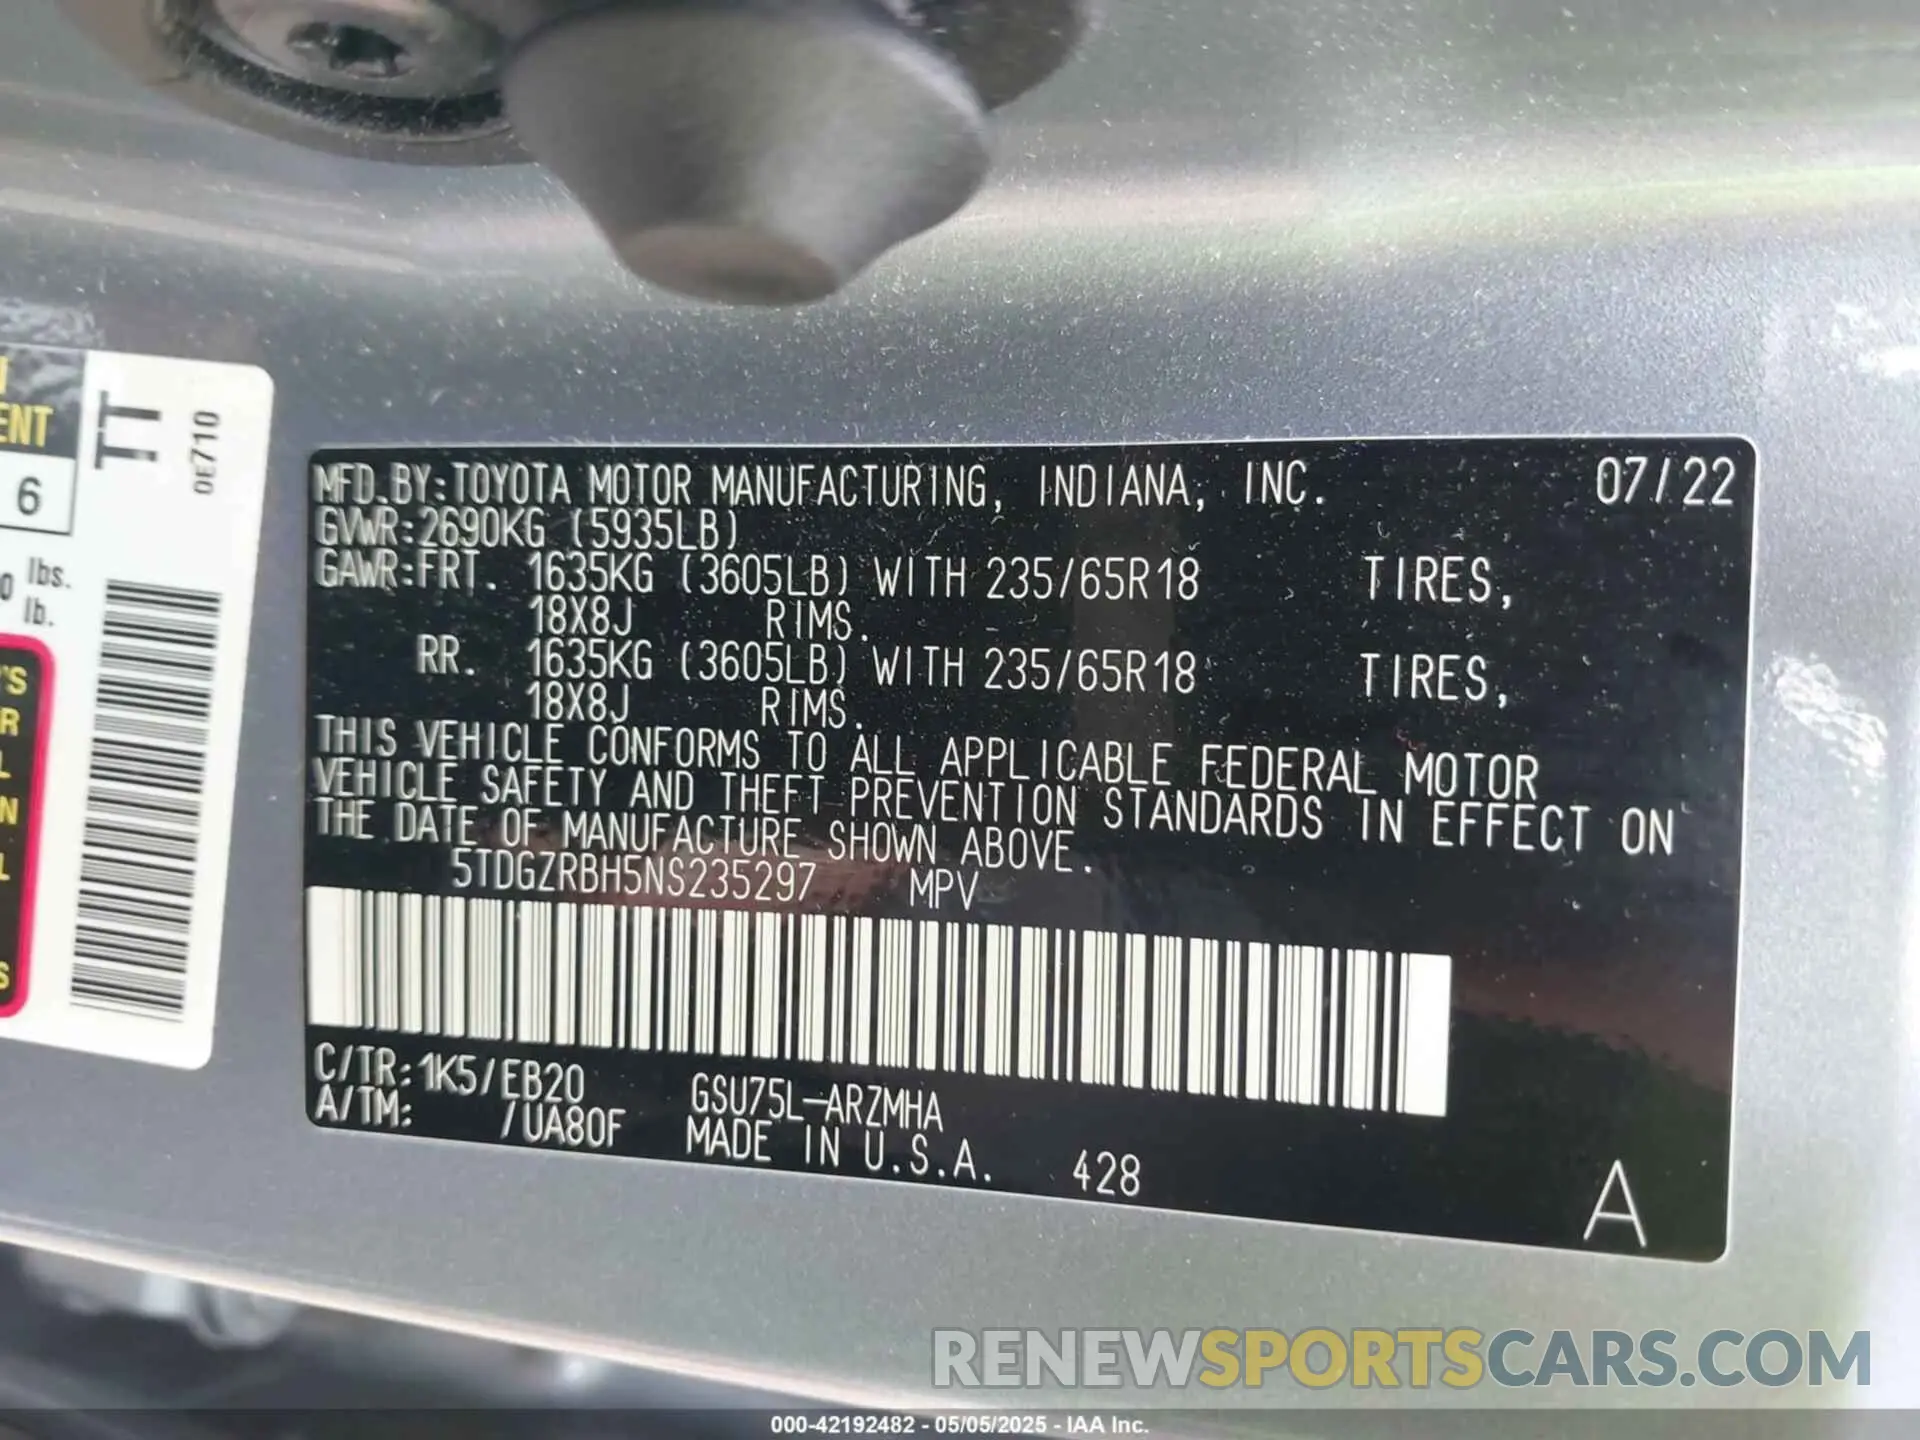 N
ENT
6
TT
0E710
0 lbs.
lb.
'S
R
L
N
L
S
MFD.BY:TOYOTA MOTOR MANUFACTURING, INDIANA, INC. 07/22
GVWR:2690KG (5935LB)
GAWR:FRT. 1635KG (3605LB) WITH 235/65R18 TIRES,
18X8J RIMS.
RR. 1635KG (3605LB) WITH 235/65R18 TIRES,
18X8J RIMS.
THIS VEHICLE CONFORMS TO ALL APPLICABLE FEDERAL MOTOR
VEHICLE SAFETY AND THEFT PREVENTION STANDARDS IN EFFECT ON
THE DATE OF MANUFACTURE SHOWN ABOVE.
5TDGZRBH5NS235297 MPV
C/TR:1K5/EB20 GSU75L-ARZMHA
A/TM: /UA80F MADE IN U.S.A. 428
A
RENEWSPORTSCARS.COM
000-42192482 - 05/05/2025 - IAA Inc.